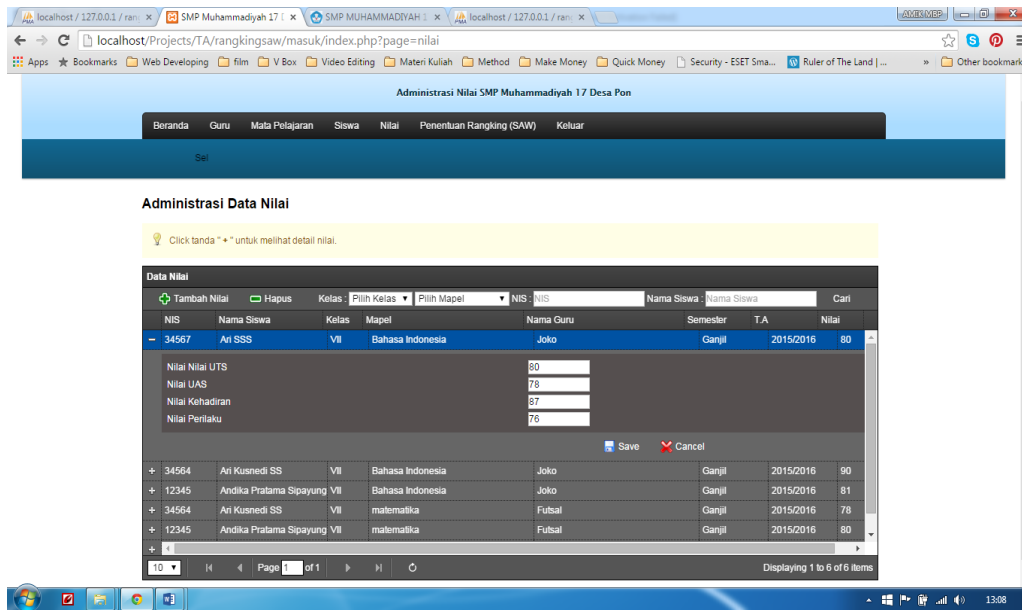 localhost / 127.0.0.1 / ran
SMP Muhammadiyah 17 D
SMP MUHAMMADIYAH 1
localhost / 127.0.0.1 / ran
AMIK MBP
localhost/Projects/TA/rangkingsaw/masuk/index.php?page=nilai
Apps Bookmarks Web Developing film V Box Video Editing Materi Kuliah Method Make Money Quick Money Security - ESET Sma... Ruler of The Land |... » Other bookmark
Administrasi Nilai SMP Muhammadiyah 17 Desa Pon
Beranda Guru Mata Pelajaran Siswa Nilai Penentuan Rangking (SAW) Keluar
Sel
Administrasi Data Nilai
Click tanda "+" untuk melihat detail nilai.
Data Nilai
Tambah Nilai Hapus Kelas : Pilih Kelas Pilih Mapel NIS : NIS Nama Siswa : Nama Siswa Cari
NIS Nama Siswa Kelas Mapel Nama Guru Semester T.A Nilai
34567 Ari SSS VII Bahasa Indonesia Joko Ganjil 2015/2016 80
Nilai Nilai UTS 80
Nilai UAS 78
Nilai Kehadiran 87
Nilai Perilaku 76
Save Cancel
+ 34564 Ari Kusnedi SS VII Bahasa Indonesia Joko Ganjil 2015/2016 90
+ 12345 Andika Pratama Sipayung VII Bahasa Indonesia Joko Ganjil 2015/2016 81
+ 34564 Ari Kusnedi SS VII matematika Futsal Ganjil 2015/2016 78
+ 12345 Andika Pratama Sipayung VII matematika Futsal Ganjil 2015/2016 80
+
10 Page 1 of 1 Displaying 1 to 6 of 6 items
13:08